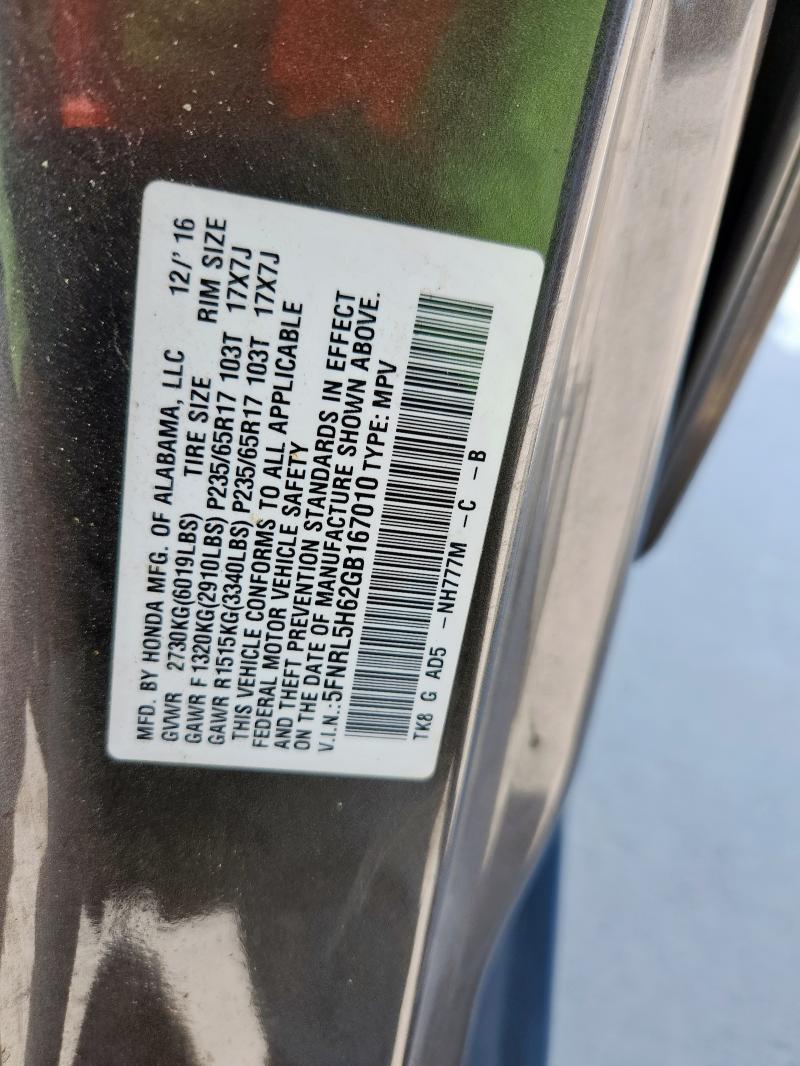 MFD. BY HONDA MFG. OF ALABAMA, LLC 12/' 16
GVWR 2730KG(6019LBS) TIRE SIZE RIM SIZE
GAWR F 1320KG(2910LBS) P235/65R17 103T 17X7J
GAWR R1515KG(3340LBS) P235/65R17 103T 17X7J
THIS VEHICLE CONFORMS TO ALL APPLICABLE
FEDERAL MOTOR VEHICLE SAFETY
AND THEFT PREVENTION STANDARDS IN EFFECT
ON THE DATE OF MANUFACTURE SHOWN ABOVE.
V.I.N.:5FNRL5H62GB167010 TYPE: MPV
TK8 G AD5 -NH777M -C -B